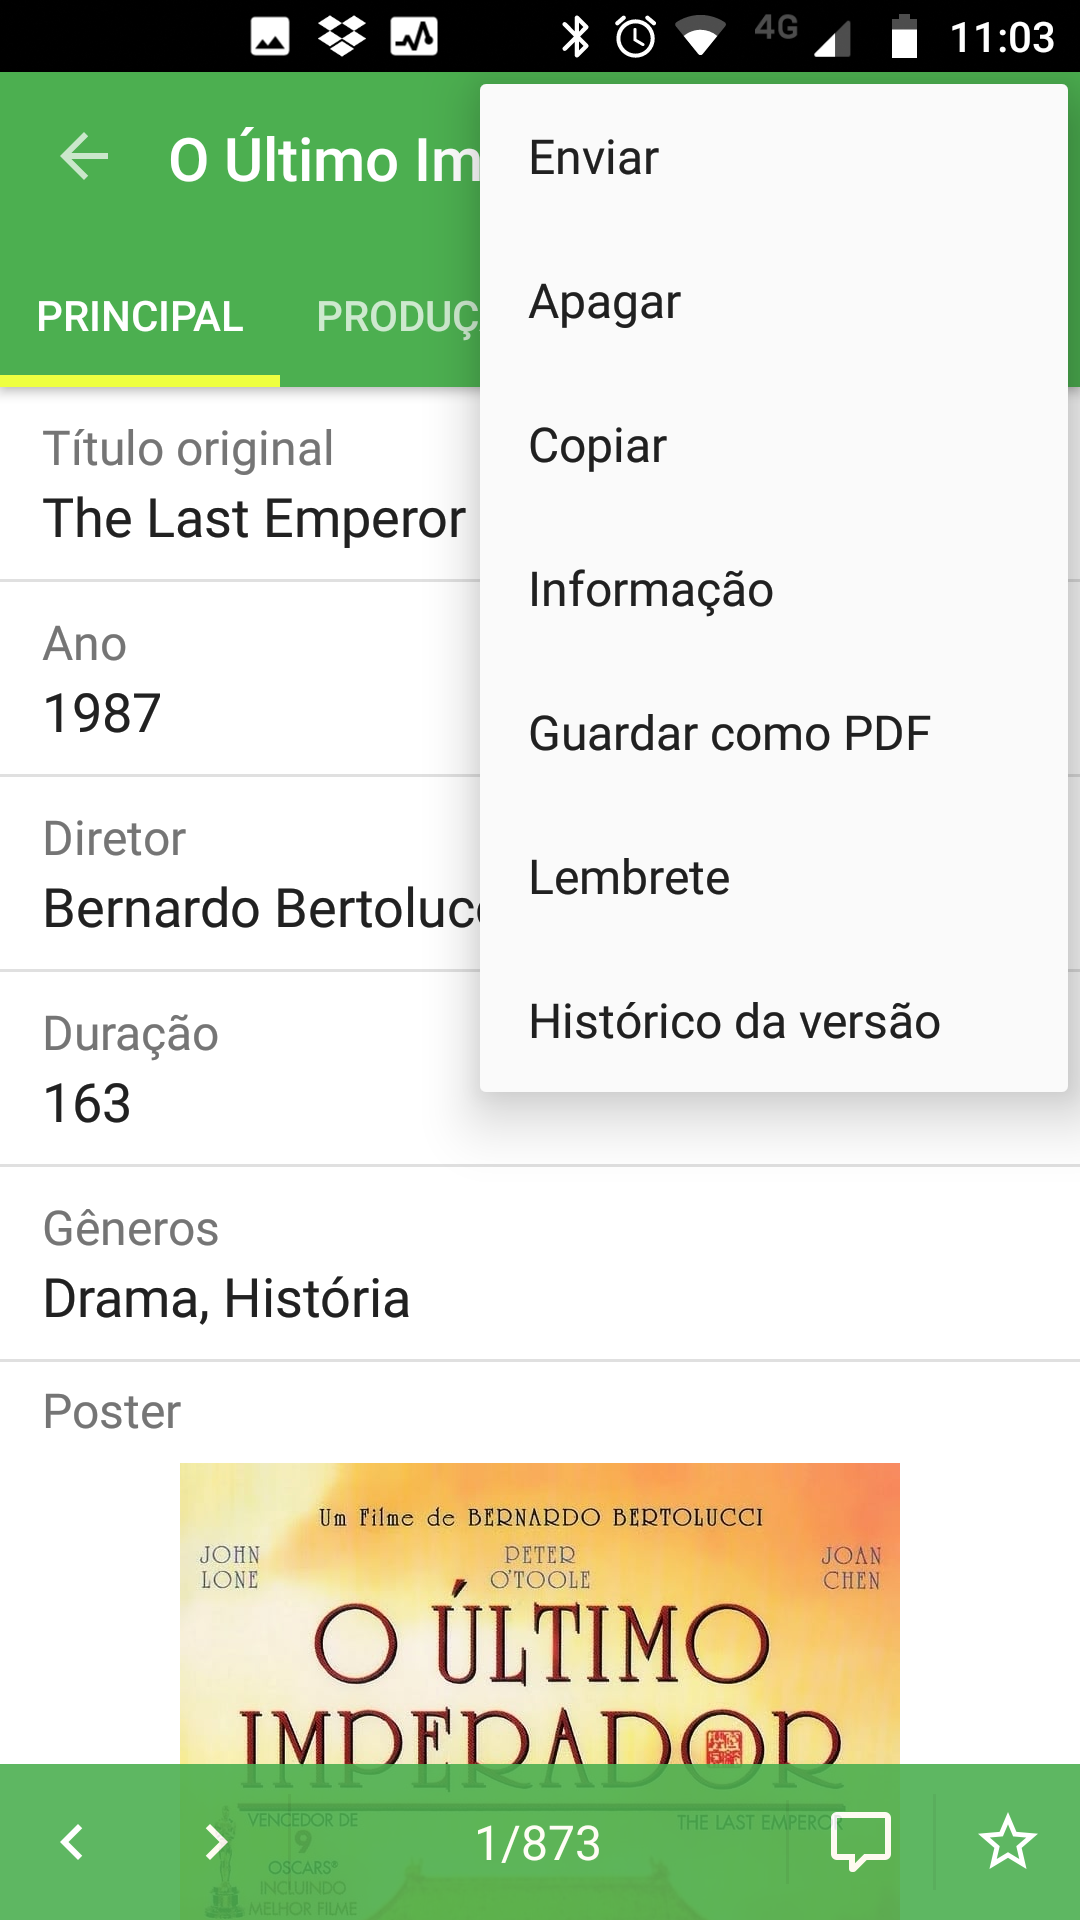 4G 11:03
O Último Im
PRINCIPAL PRODUÇ
Enviar
Apagar
Copiar
Informação
Guardar como PDF
Lembrete
Histórico da versão
Título original
The Last Emperor
Ano
1987
Diretor
Bernardo Bertolucc
Duração
163
Gêneros
Drama, História
Poster
Um Filme de BERNARDO BERTOLUCCI
JOHN LONE
PETER O'TOOLE
JOAN CHEN
O ÚLTIMO
IMPERADOR
VENCEDOR DE
9
OSCARS®
INCLUINDO
MELHOR FILME
THE LAST EMPEROR
1/873